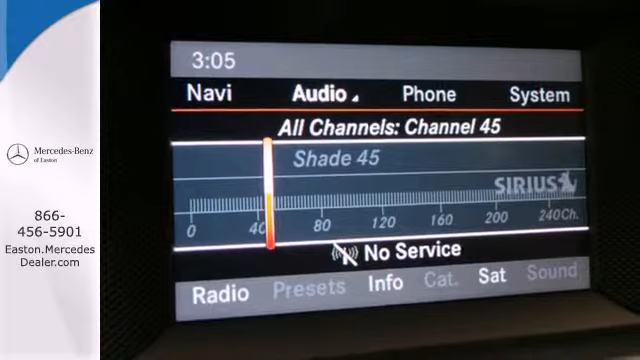 Mercedes-Benz
of Easton
866-
456-5901
Easton.Mercedes
Dealer.com
3:05
Navi Audio Phone System
All Channels: Channel 45
Shade 45
SIRIUS
0 40 80 120 160 200 240Ch.
No Service
Radio Presets Info Cat. Sat Sound